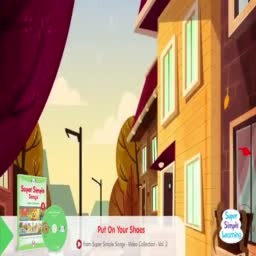 Put On Your Shoes
from Super Simple Songs - Video Collection - Vol. 2
Super Simple
Songs
Super
Simple
Learning